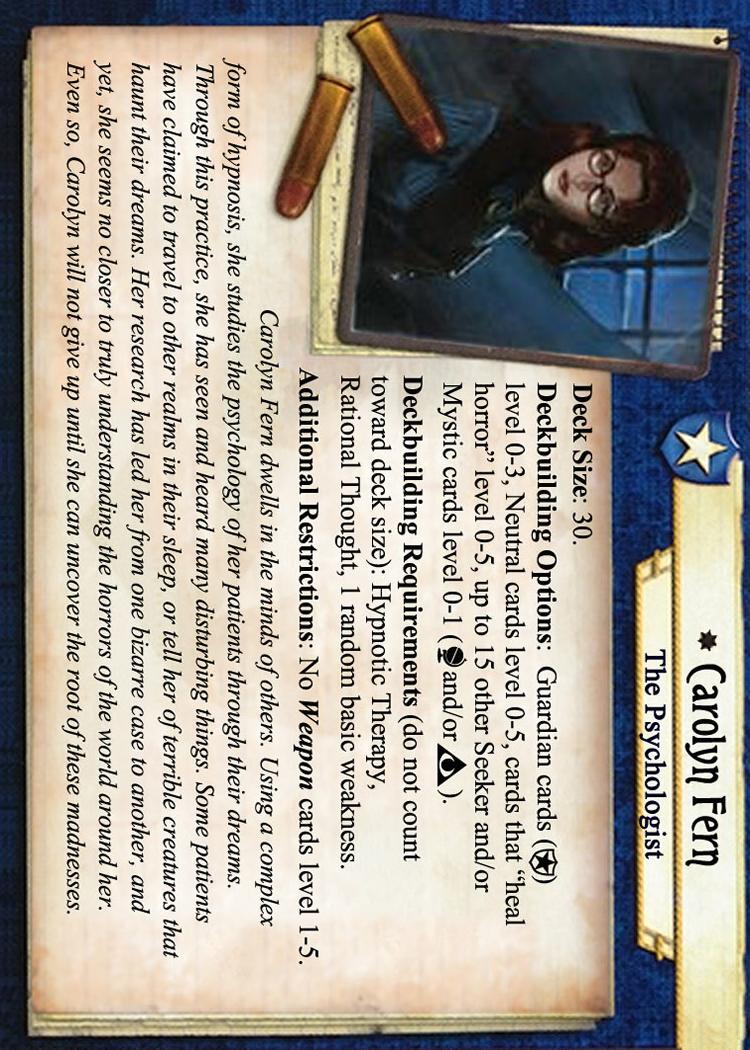 Carolyn Fern
The Psychologist
Deck Size: 30.
Deckbuilding Options: Guardian cards ()
level 0-3, Neutral cards level 0-5, cards that “heal
horror” level 0-5, up to 15 other Seeker and/or
Mystic cards level 0-1 ( and/or ).
Deckbuilding Requirements (do not count
toward deck size): Hypnotic Therapy,
Rational Thought, 1 random basic weakness.
Additional Restrictions: No Weapon cards level 1-5.
Carolyn Fern dwells in the minds of others. Using a complex
form of hypnosis, she studies the psychology of her patients through their dreams.
Through this practice, she has seen and heard many disturbing things. Some patients
have claimed to travel to other realms in their sleep, or tell her of terrible creatures that
haunt their dreams. Her research has led her from one bizarre case to another, and
yet, she seems no closer to truly understanding the horrors of the world around her.
Even so, Carolyn will not give up until she can uncover the root of these madnesses.